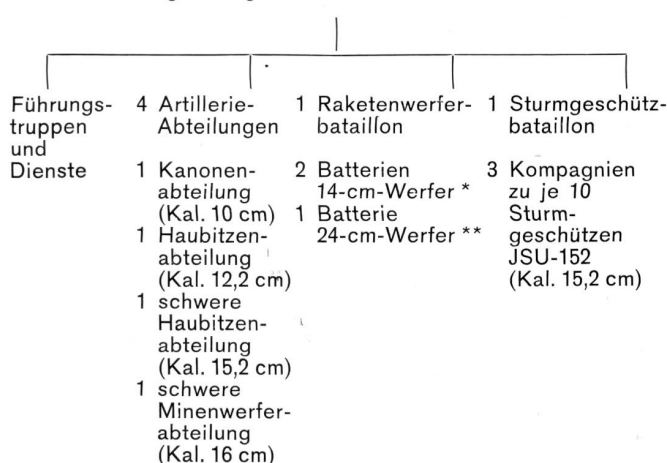 Führungs-
truppen
und
Dienste
4 Artillerie-
Abteilungen
1 Kanonen-
abteilung
(Kal. 10 cm)
1 Haubitzen-
abteilung
(Kal. 12,2 cm)
1 schwere
Haubitzen-
abteilung
(Kal. 15,2 cm)
1 schwere
Minenwerfer-
abteilung
(Kal. 16 cm)
1 Raketenwerfer-
bataillon
2 Batterien
14-cm-Werfer *
1 Batterie
24-cm-Werfer **
1 Sturmgeschütz-
bataillon
3 Kompagnien
zu je 10
Sturm-
geschützen
JSU-152
(Kal. 15,2 cm)